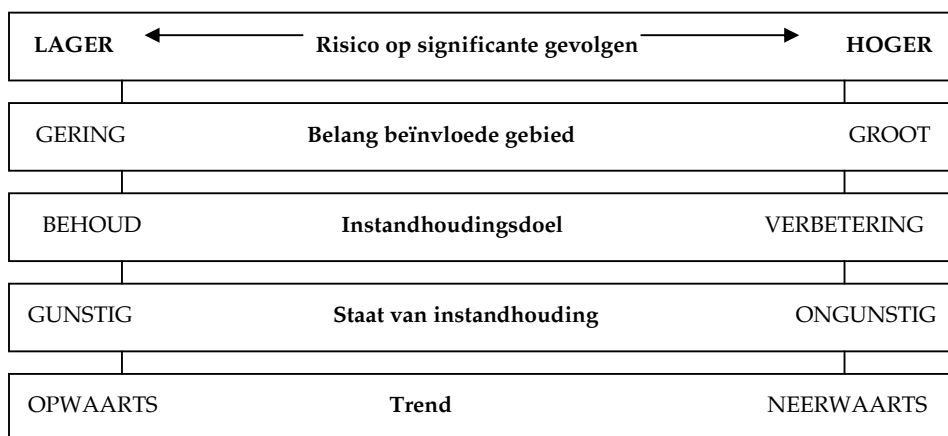 LAGER Risico op significante gevolgen HOGER
GERING Belang beïnvloede gebied GROOT
BEHOUD Instandhoudingsdoel VERBETERING
GUNSTIG Staat van instandhouding ONGUNSTIG
OPWAARTS Trend NEERWAARTS